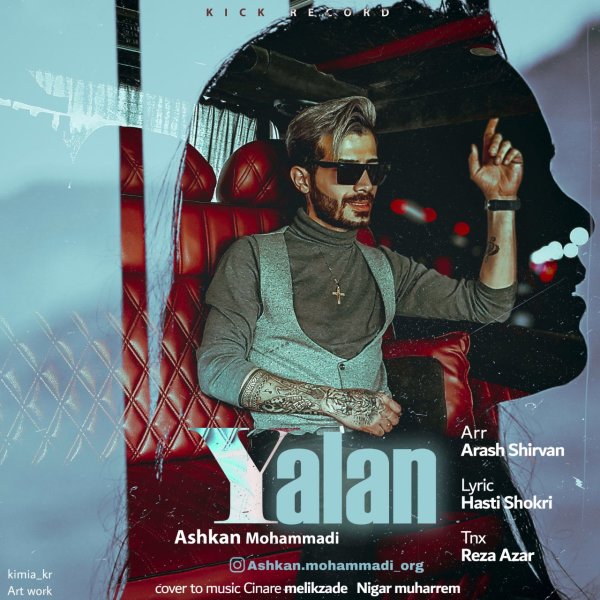 KICK RECORD
Yalan
Ashkan Mohammadi
Arr
Arash Shirvan
Lyric
Hasti Shokri
Tnx
Reza Azar
Ashkan.mohammadi_org
kimia_kr
Art work
cover to music Cinare melikzade Nigar muharrem